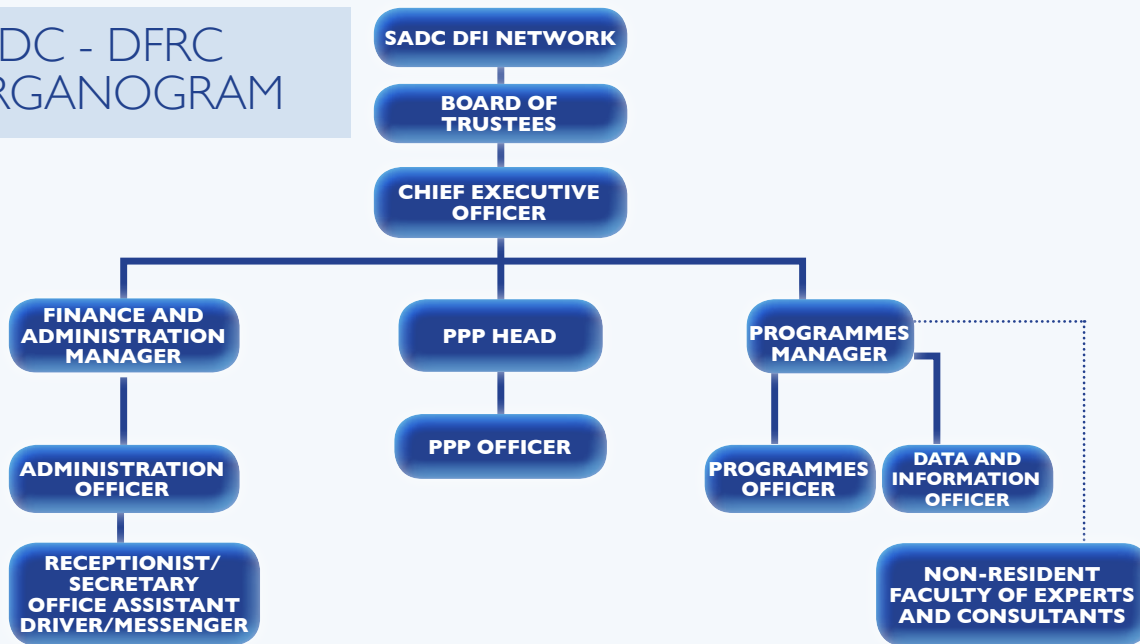 DC - DFRC
RGANOGRAM
SADC DFI NETWORK
BOARD OF
TRUSTEES
CHIEF EXECUTIVE
OFFICER
FINANCE AND
ADMINISTRATION
MANAGER
PPP HEAD
PROGRAMMES
MANAGER
ADMINISTRATION
OFFICER
PPP OFFICER
PROGRAMMES
OFFICER
DATA AND
INFORMATION
OFFICER
RECEPTIONIST/
SECRETARY
OFFICE ASSISTANT
DRIVER/MESSENGER
NON-RESIDENT
FACULTY OF EXPERTS
AND CONSULTANTS